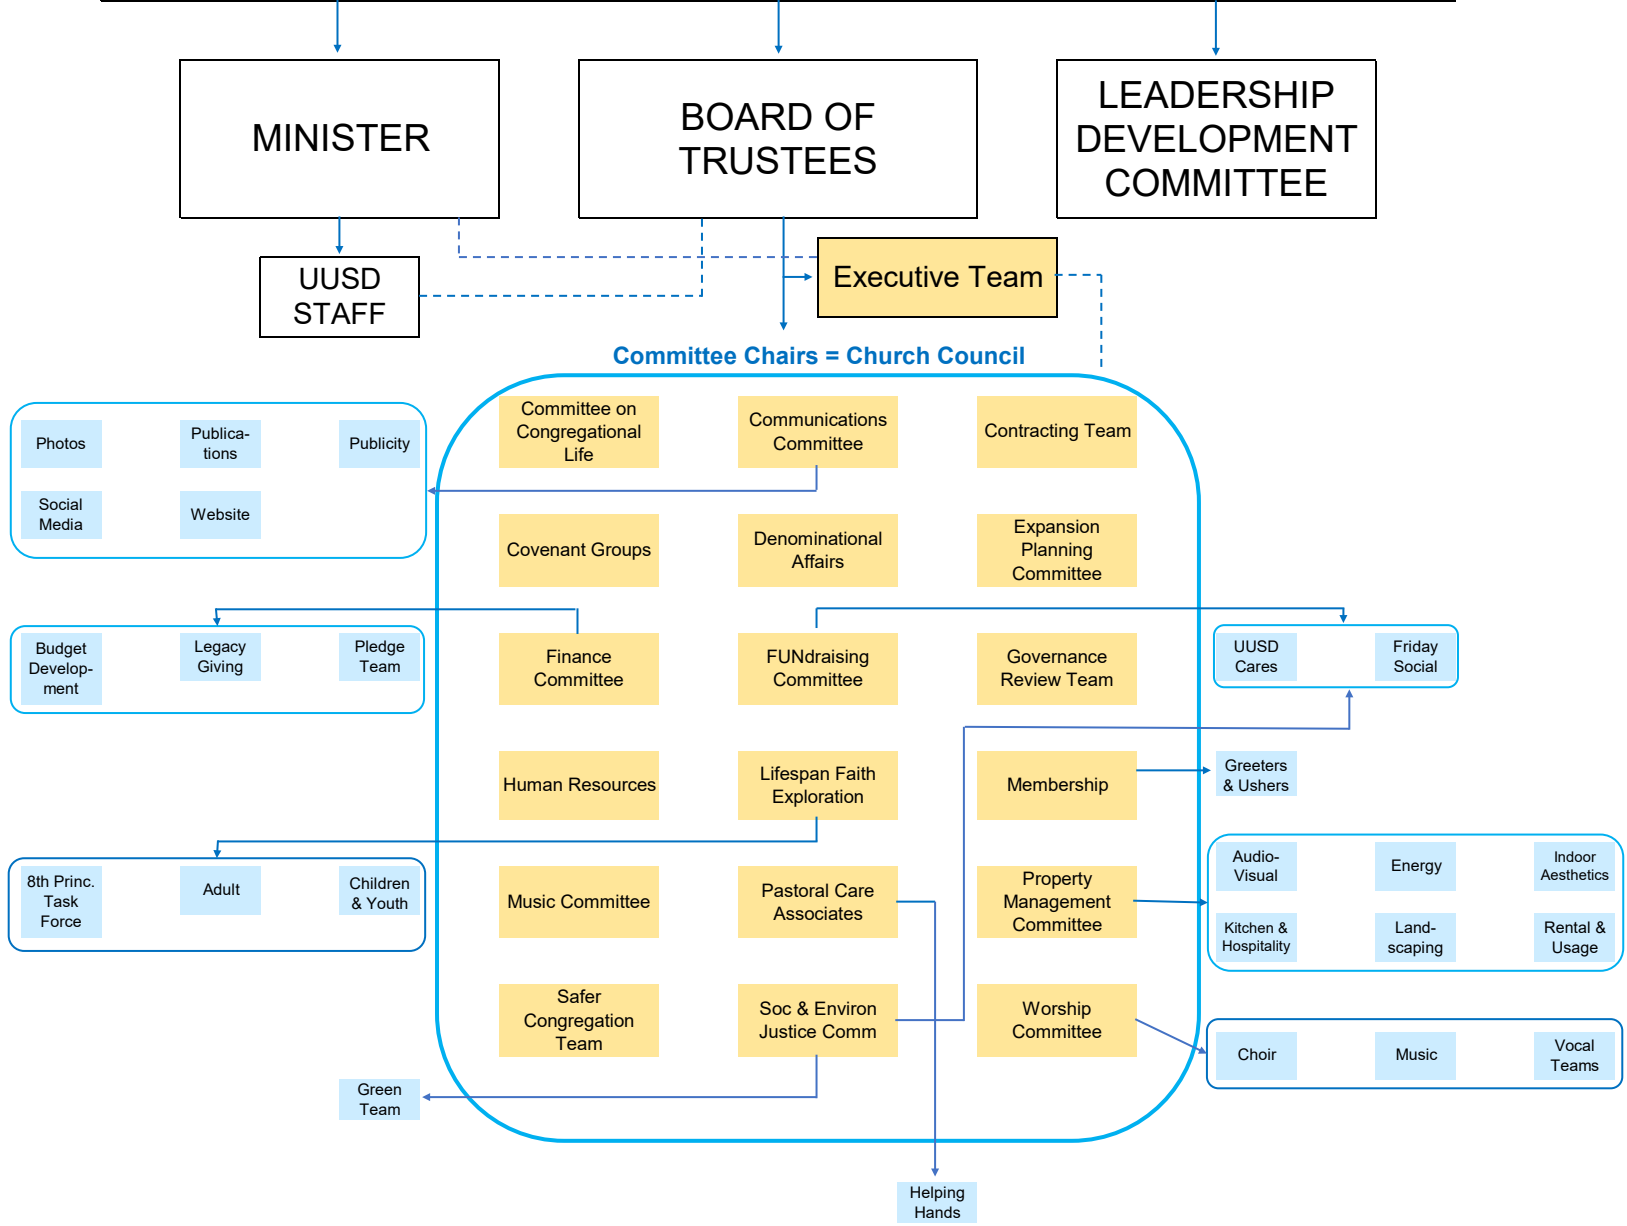 MINISTER
BOARD OF
TRUSTEES
LEADERSHIP
DEVELOPMENT
COMMITTEE
UUSD
STAFF
Executive Team
Committee Chairs = Church Council
Photos
Publica-
tions
Publicity
Social
Media
Website
Committee on
Congregational
Life
Communications
Committee
Contracting Team
Covenant Groups
Denominational
Affairs
Expansion
Planning
Committee
Budget
Develop-
ment
Legacy
Giving
Pledge
Team
Finance
Committee
FUNdraising
Committee
Governance
Review Team
UUSD
Cares
Friday
Social
Human Resources
Lifespan Faith
Exploration
Membership
Greeters
& Ushers
8th Princ.
Task
Force
Adult
Children
& Youth
Music Committee
Pastoral Care
Associates
Property
Management
Committee
Audio-
Visual
Energy
Indoor
Aesthetics
Kitchen &
Hospitality
Land-
scaping
Rental &
Usage
Safer
Congregation
Team
Soc & Environ
Justice Comm
Worship
Committee
Choir
Music
Vocal
Teams
Green
Team
Helping
Hands